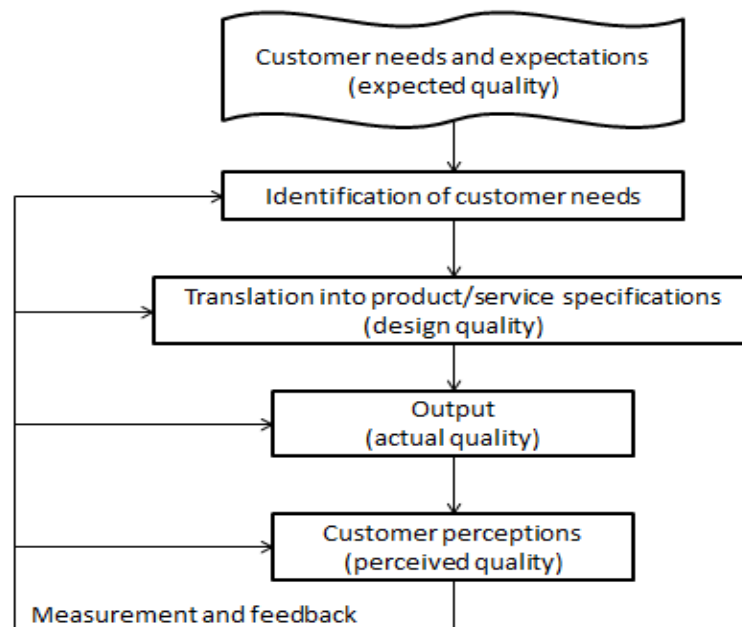 Customer needs and expectations
(expected quality)
Identification of customer needs
Translation into product/service specifications
(design quality)
Output
(actual quality)
Customer perceptions
(perceived quality)
Measurement and feedback